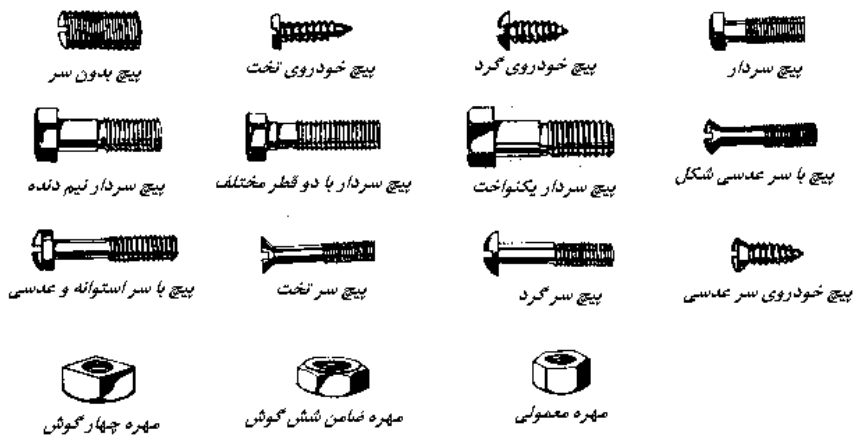 پیچ سردار
پیچ خودروی گرد
پیچ خودروی تخت
پیچ بدون سر
پیچ با سر عدسی شکل
پیچ سردار یکنواخت
پیچ سردار با دو قطر مختلف
پیچ سردار نیم دنده
پیچ خودروی سر عدسی
پیچ سر گرد
پیچ سر تخت
پیچ با سر استوانه و عدسی
مهره معمولی
مهره ضامن شش گوش
مهره چهار گوش